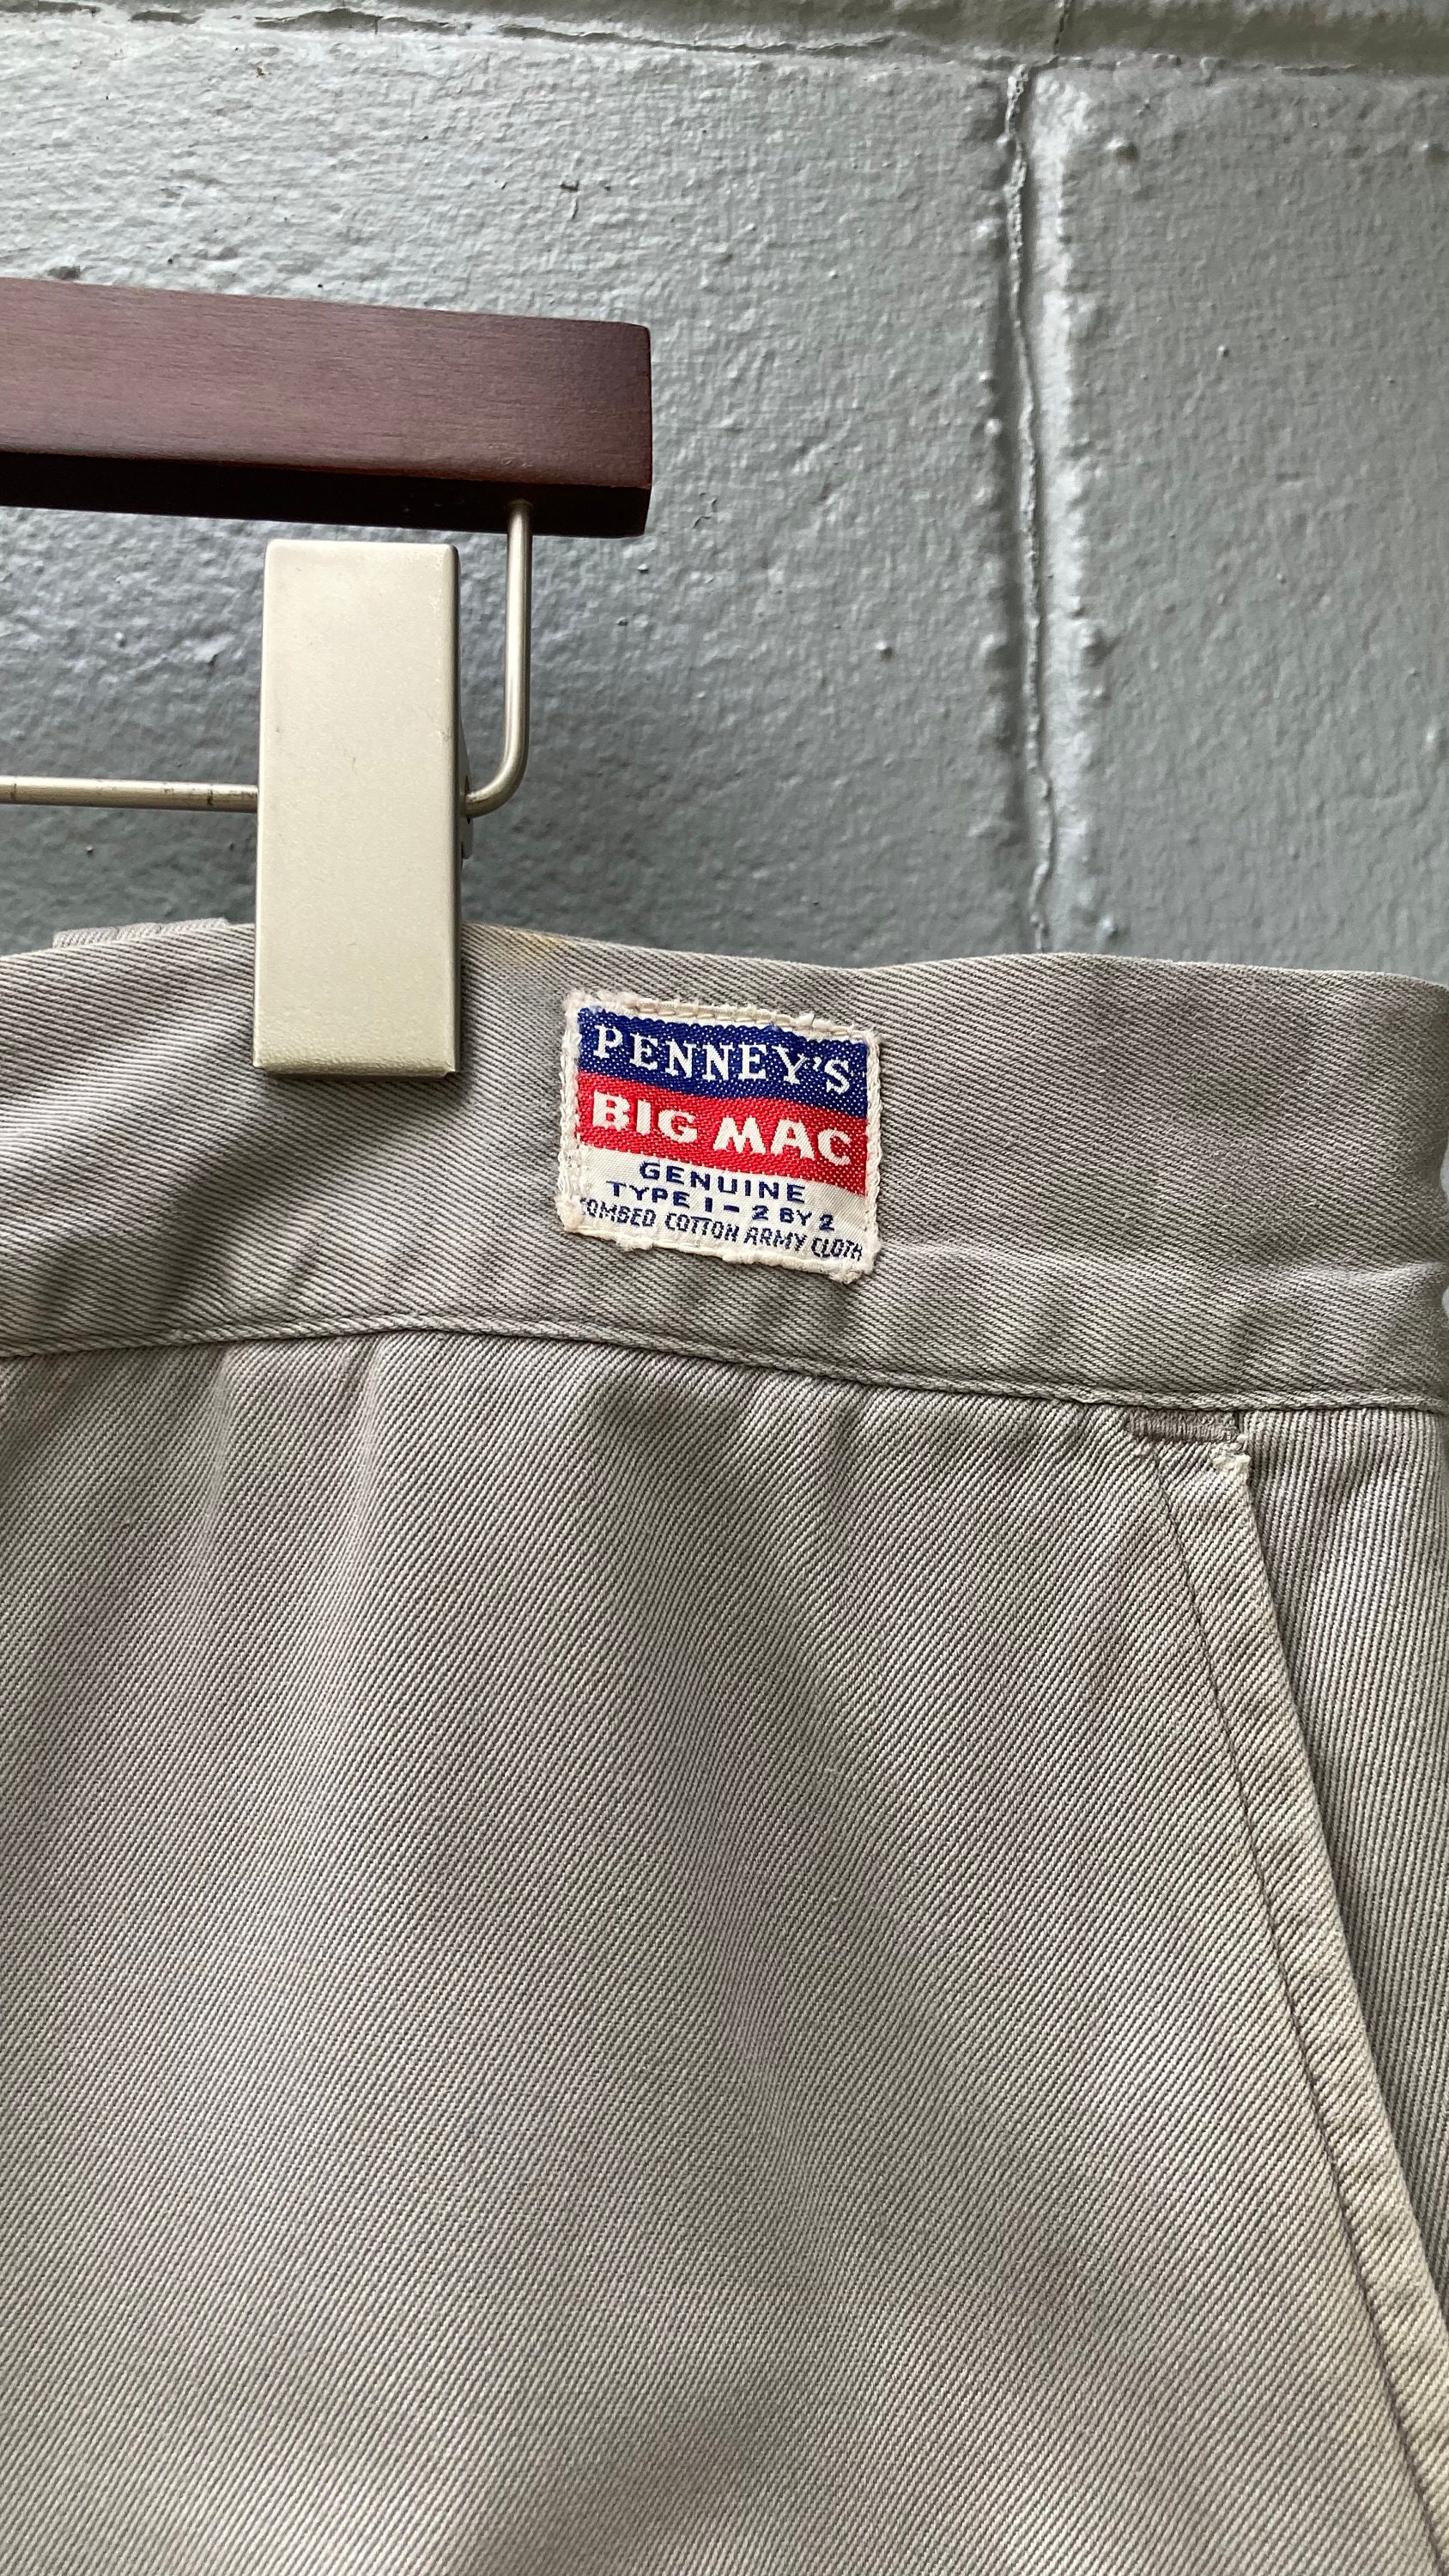 PENNEY'S
BIG MAC
GENUINE
TYPE 1 - 2 BY 2
COMBED COTTON ARMY CLOTH